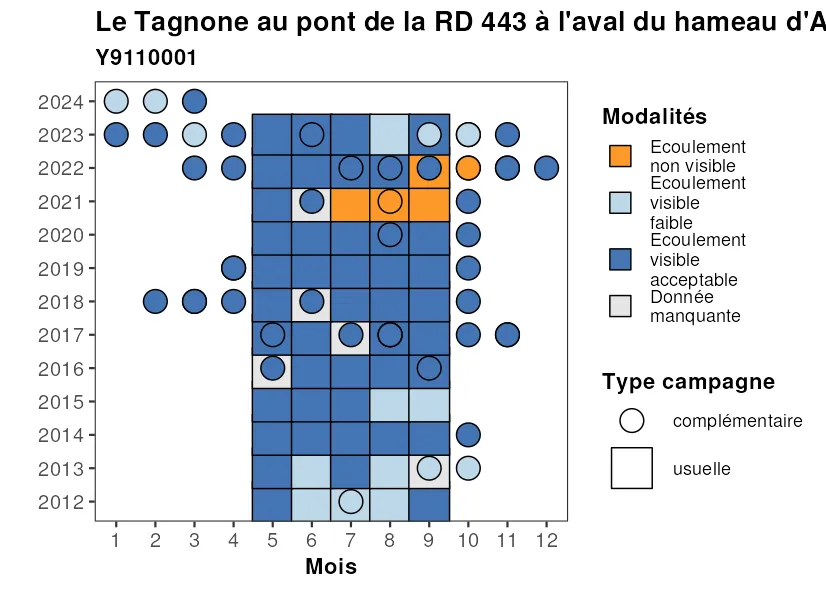 Le Tagnone au pont de la RD 443 à l'aval du hameau d'A
Y9110001
2024
2023
2022
2021
2020
2019
2018
2017
2016
2015
2014
2013
2012
1 2 3 4 5 6 7 8 9 10 11 12
Mois
Modalités
Ecoulement
non visible
Ecoulement
visible
faible
Ecoulement
visible
acceptable
Donnée
manquante
Type campagne
complémentaire
usuelle